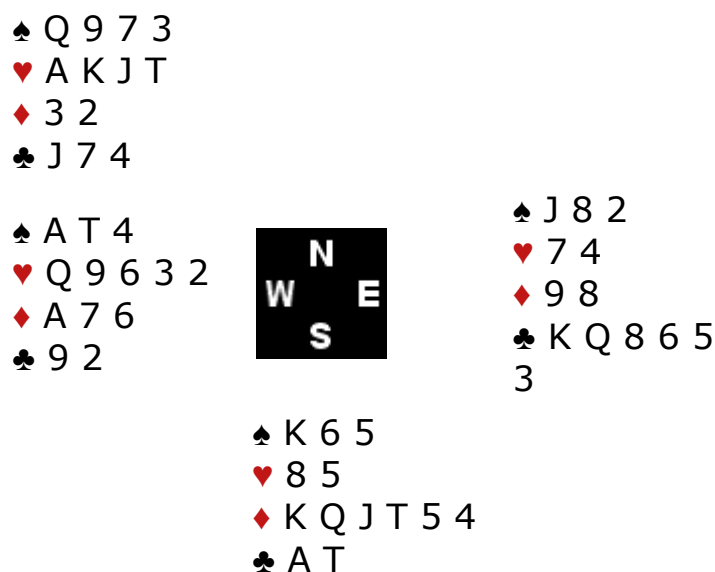 ♠ Q 9 7 3
♥ A K J T
♦ 3 2
♣ J 7 4
♠ A T 4
♥ Q 9 6 3 2
♦ A 7 6
♣ 9 2
N
W E
S
♠ J 8 2
♥ 7 4
♦ 9 8
♣ K Q 8 6 5
3
♠ K 6 5
♥ 8 5
♦ K Q J T 5 4
♣ A T